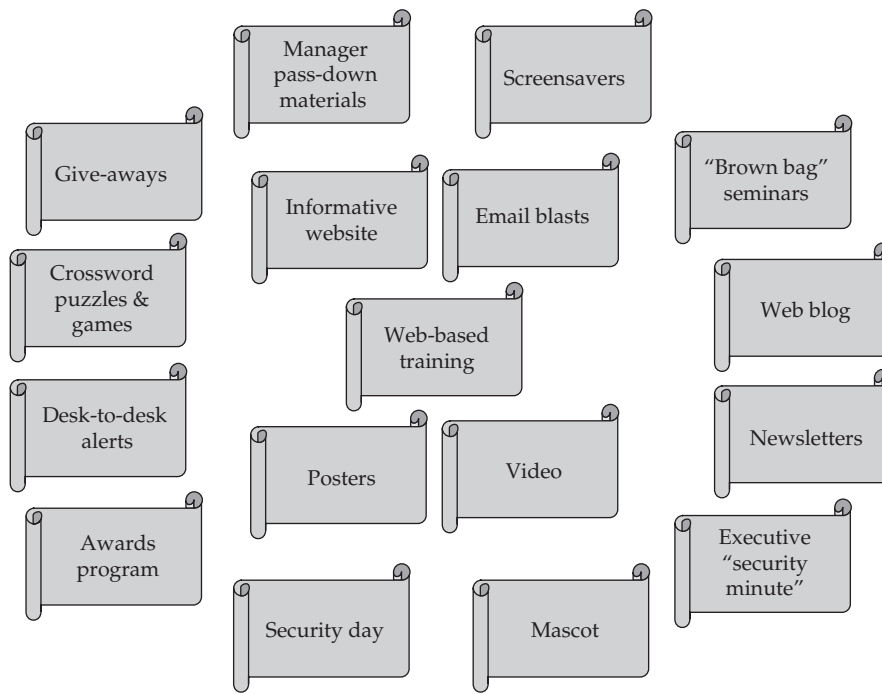 Manager
pass-down
materials
Screensavers
Give-aways
"Brown bag"
seminars
Informative
website
Email blasts
Crossword
puzzles &
games
Web blog
Web-based
training
Desk-to-desk
alerts
Newsletters
Posters
Video
Awards
program
Executive
"security
minute"
Security day
Mascot